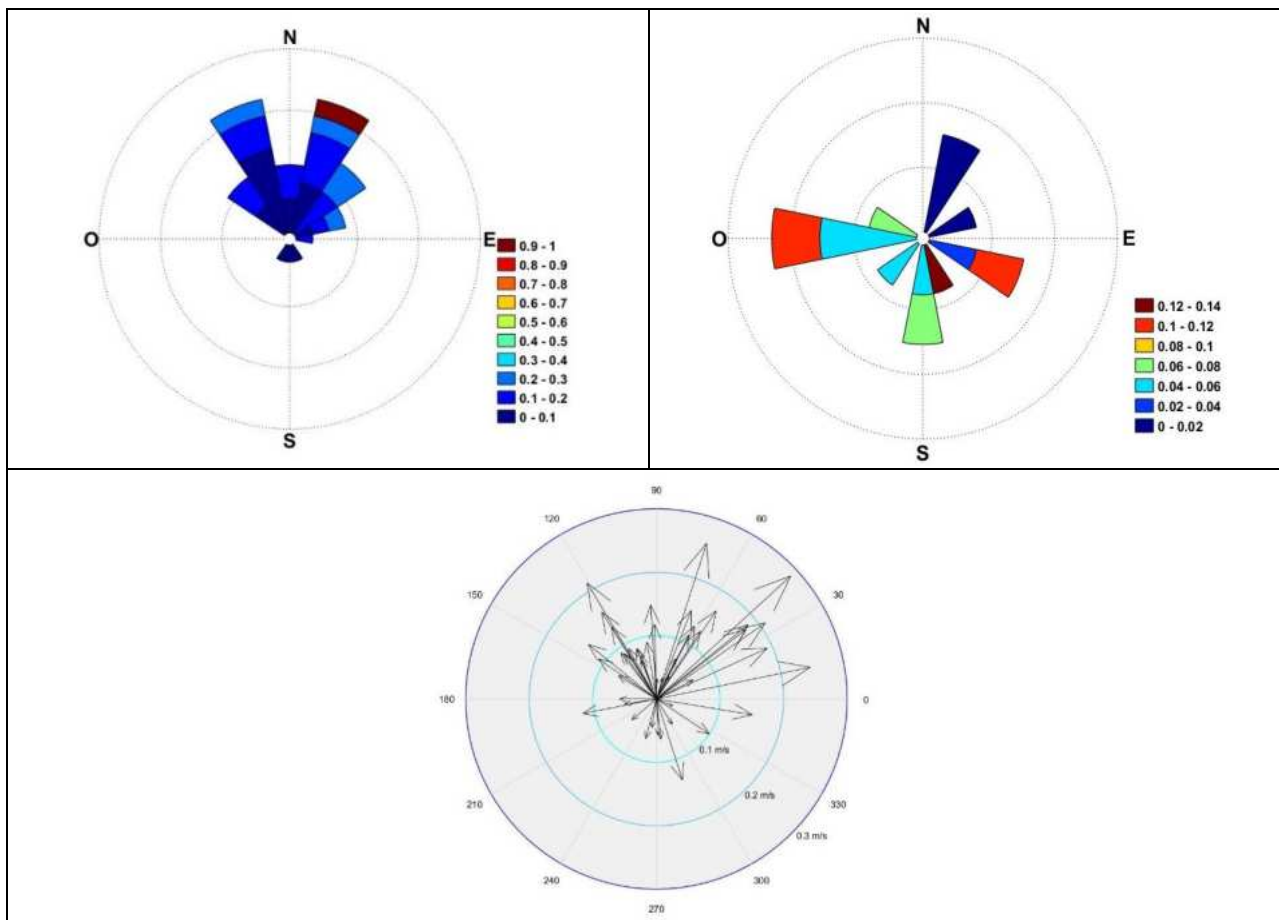 N
O
E
S
0.9 - 1
0.8 - 0.9
0.7 - 0.8
0.6 - 0.7
0.5 - 0.6
0.4 - 0.5
0.3 - 0.4
0.2 - 0.3
0.1 - 0.2
0 - 0.1
N
O
E
S
0.12 - 0.14
0.1 - 0.12
0.08 - 0.1
0.06 - 0.08
0.04 - 0.06
0.02 - 0.04
0 - 0.02
90
120
60
150
30
180
0
0.1 m/s
0.2 m/s
210
330
0.3 m/s
240
300
270